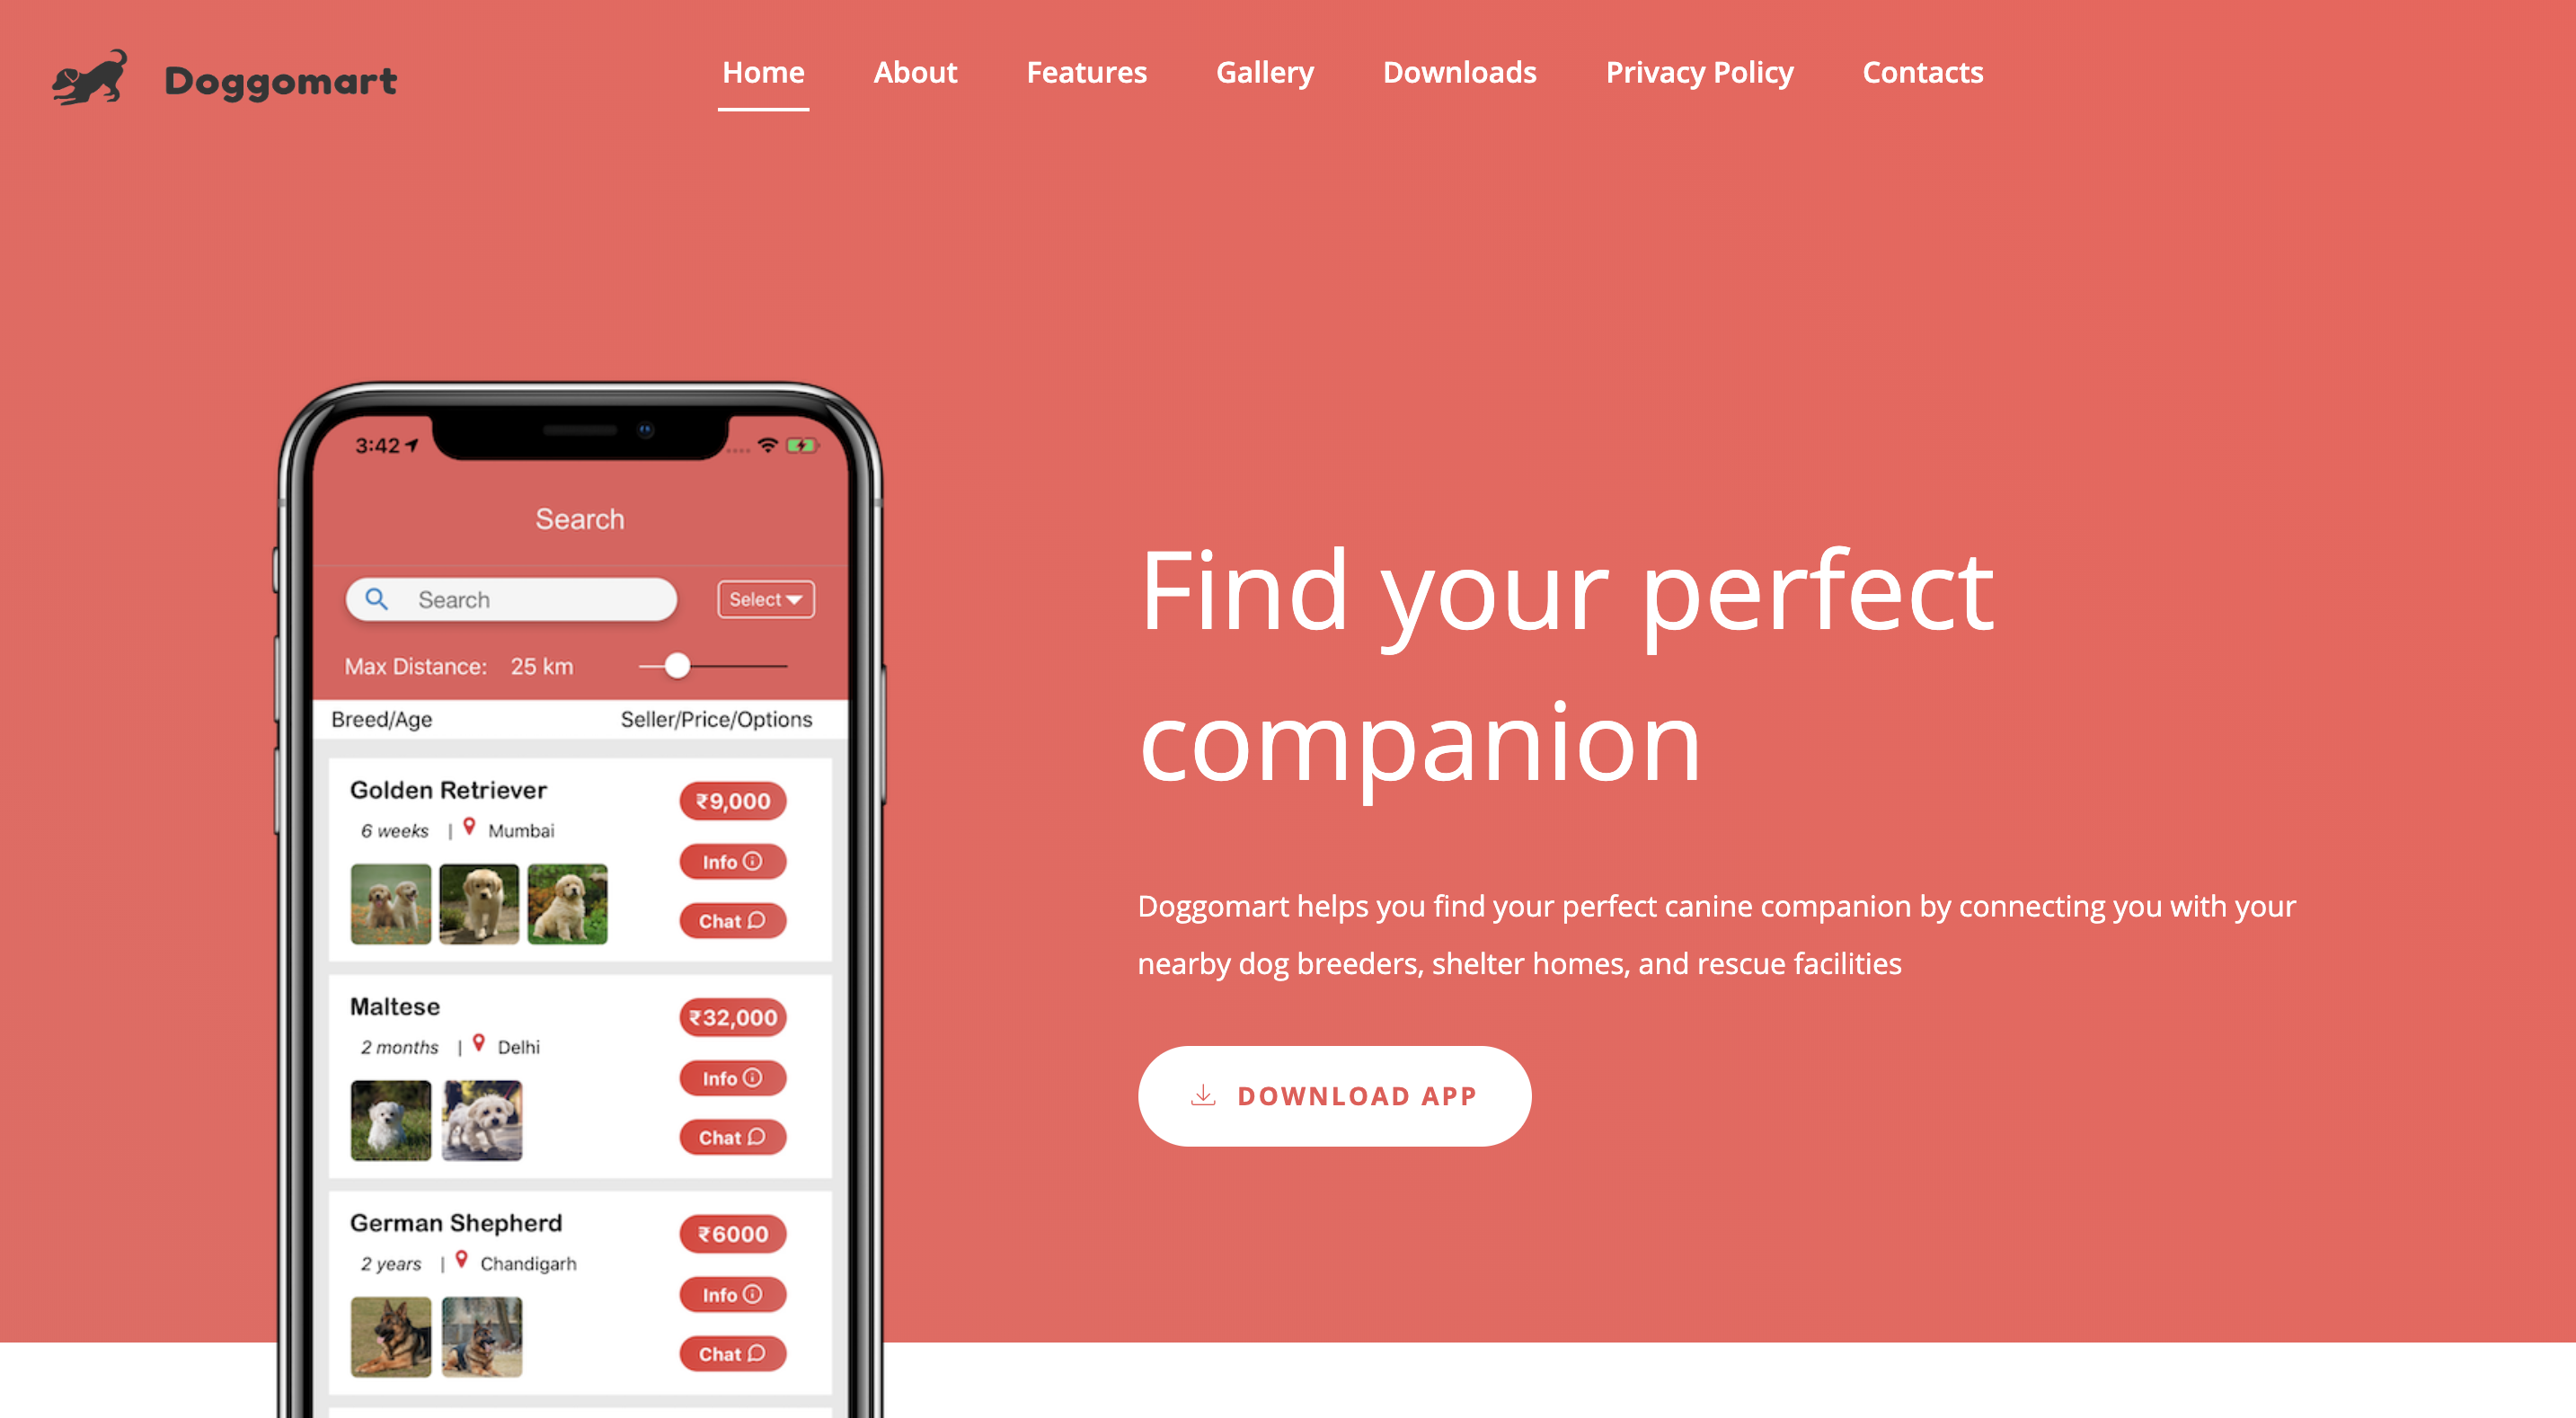 Doggomart
Home About Features Gallery Downloads Privacy Policy Contacts
3:42
Search
Search Select
Max Distance: 25 km
Breed/Age Seller/Price/Options
Golden Retriever ₹9,000
6 weeks | Mumbai
Info
Chat
Maltese ₹32,000
2 months | Delhi
Info
Chat
German Shepherd ₹6000
2 years | Chandigarh
Info
Chat
Find your perfect
companion
Doggomart helps you find your perfect canine companion by connecting you with your
nearby dog breeders, shelter homes, and rescue facilities
DOWNLOAD APP